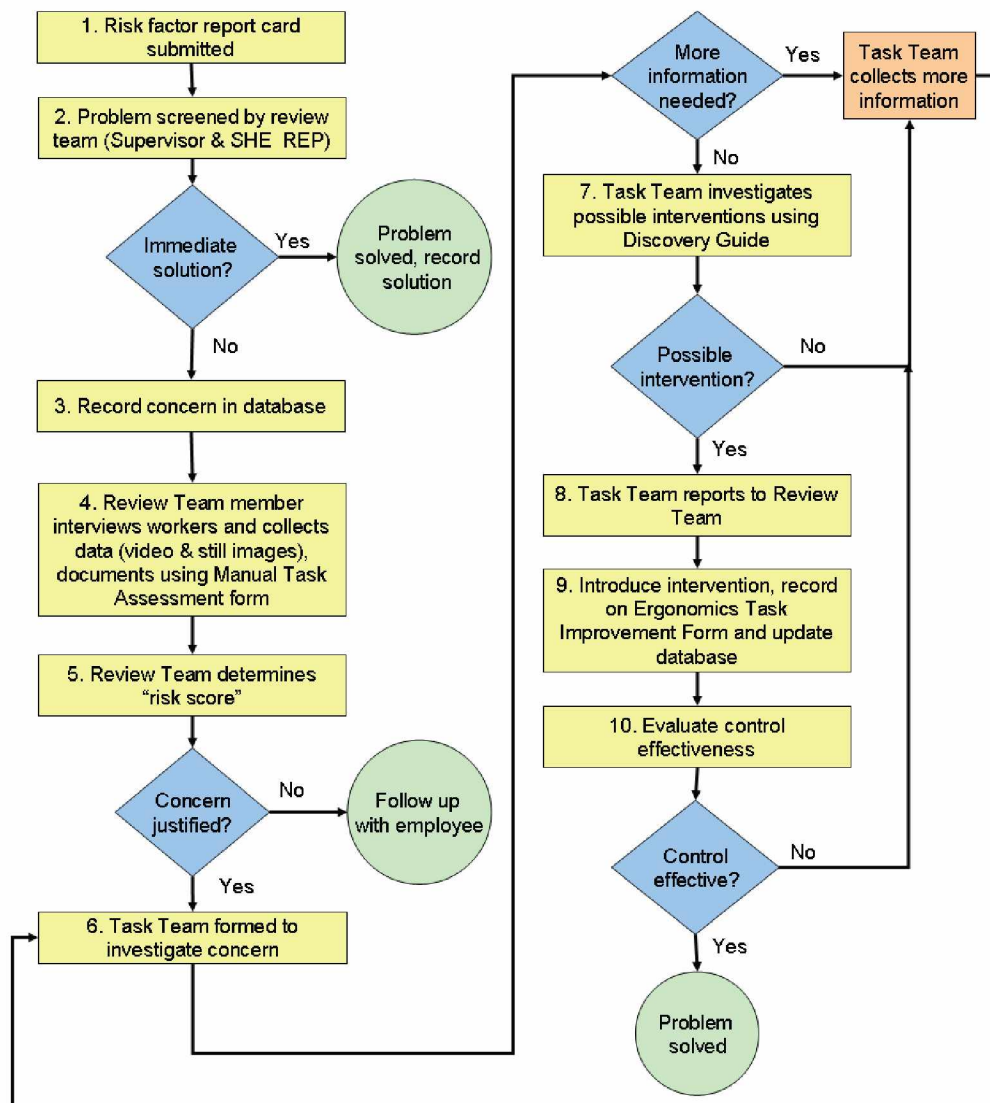 1. Risk factor report card
submitted
2. Problem screened by review
team (Supervisor & SHE REP)
Immediate
solution?
Yes
Problem
solved, record
solution
No
3. Record concern in database
4. Review Team member
interviews workers and collects
data (video & still images),
documents using Manual Task
Assessment form
5. Review Team determines
“risk score”
Concern
justified?
No
Follow up
with employee
Yes
6. Task Team formed to
investigate concern
More
information
needed?
Yes
Task Team
collects more
information
No
7. Task Team investigates
possible interventions using
Discovery Guide
Possible
intervention?
No
Yes
8. Task Team reports to Review
Team
9. Introduce intervention, record
on Ergonomics Task
Improvement Form and update
database
10. Evaluate control
effectiveness
Control
effective?
No
Yes
Problem
solved